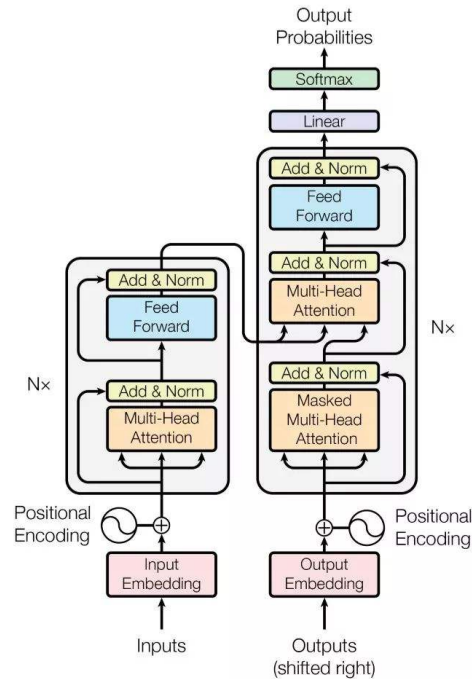 Output
Probabilities
Softmax
Linear
Add & Norm
Feed
Forward
Add & Norm
Multi-Head
Attention
Add & Norm
Masked
Multi-Head
Attention
Nx
Positional
Encoding
Output
Embedding
Outputs
(shifted right)
Add & Norm
Feed
Forward
Add & Norm
Multi-Head
Attention
N×
Positional
Encoding
Input
Embedding
Inputs